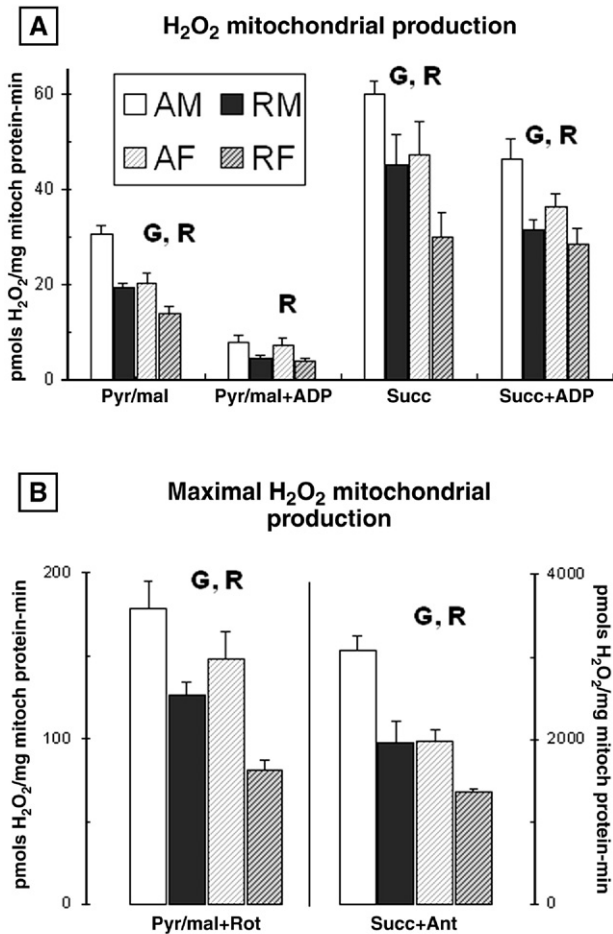 A
H₂O₂ mitochondrial production
pmols H₂O₂/mg mitoch protein-min
60
40
20
0
AM RM
AF RF
G, R
R
G, R
G, R
Pyr/mal Pyr/mal+ADP Succ Succ+ADP
B
Maximal H₂O₂ mitochondrial
production
pmols H₂O₂/mg mitoch protein-min
200
100
0
G, R
G, R
4000
2000
0
pmols H₂O₂/mg mitoch protein-min
Pyr/mal+Rot Succ+Ant